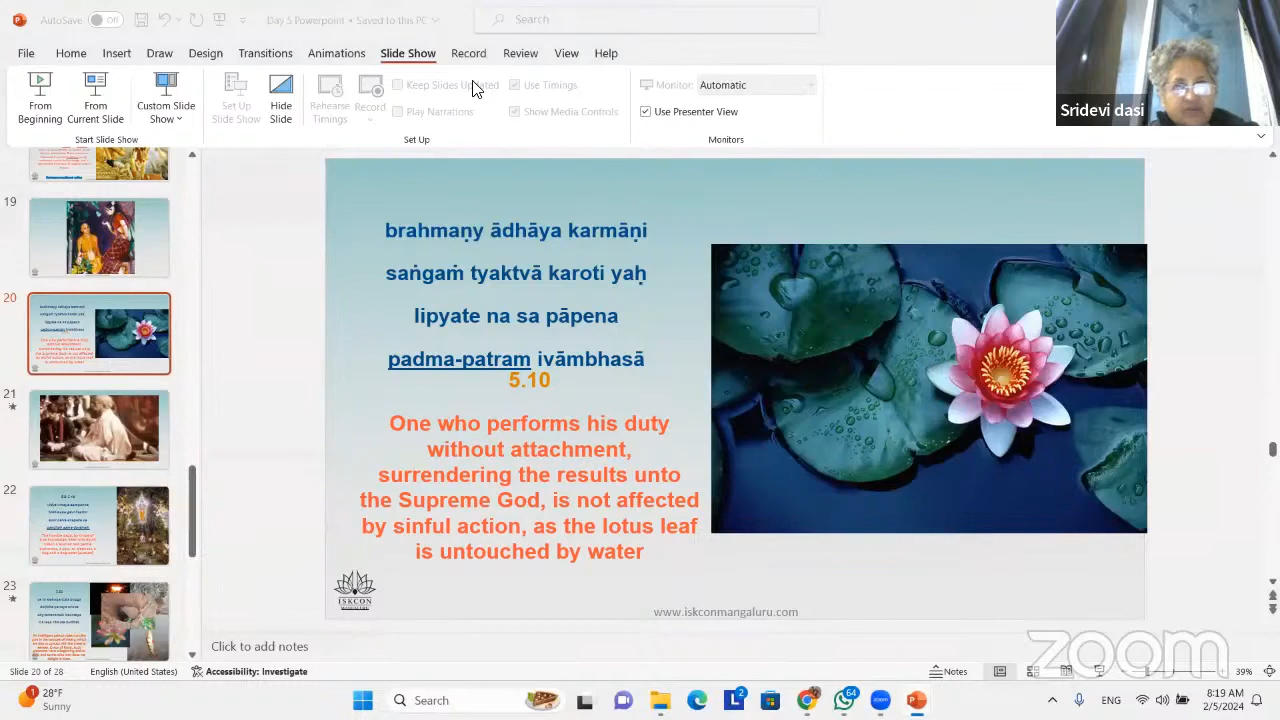 AutoSave Off
Day 5 Powerpoint • Saved to this PC
Search
File Home Insert Draw Design Transitions Animations Slide Show Record Review View Help
From Beginning
From Current Slide
Custom Slide Show
Set Up Slide Show
Hide Slide
Rehearse Timings
Record
Keep Slides Updated
Play Narrations
Use Timings
Show Media Controls
Monitor: Automatic
Use Presenter View
Start Slide Show
Set Up
Monitors
Sridevi dasi
19
20
21
22
23
brahmaṇy ādhāya karmāṇi
saṅgaṁ tyaktvā karoti yaḥ
lipyate na sa pāpena
padma-patram ivāmbhasā
5.10
One who performs his duty
without attachment,
surrendering the results unto
the Supreme God, is not affected
by sinful action, as the lotus leaf
is untouched by water
ISKCON
www.iskconmangaluru.com
Click to add notes
zoom
Slide 20 of 28
English (United States)
Accessibility: Investigate
Notes
39%
1
28°F
Sunny
Search
2
64
zoom
ENG
8:19 AM
2/5/2024